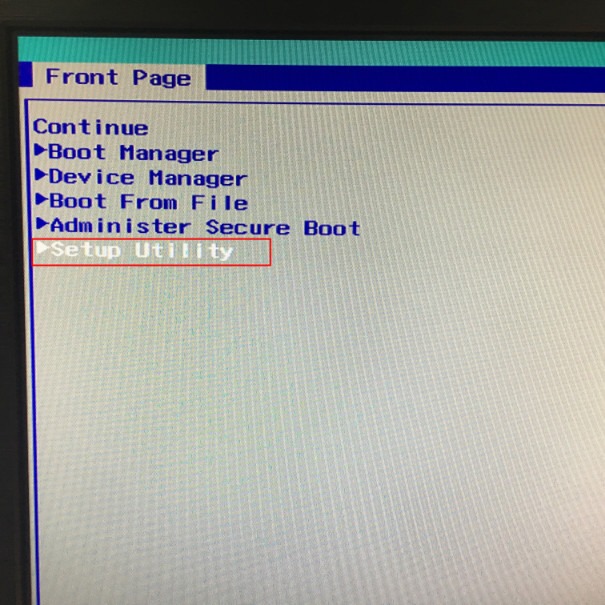 Front Page
Continue
▶Boot Manager
▶Device Manager
▶Boot From File
▶Administer Secure Boot
▶Setup Utility